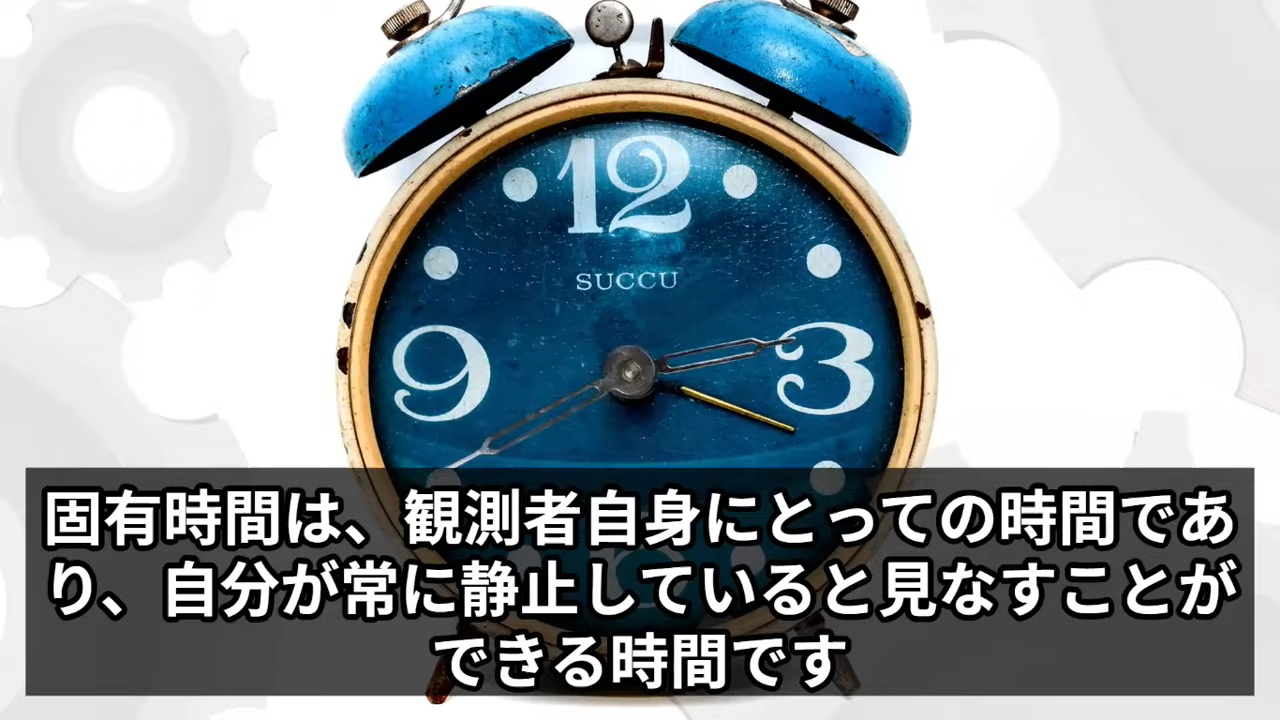 12
SUCCU
9
3
固有時間は、観測者自身にとっての時間であ
り、自分が常に静止していると見なすことが
できる時間です